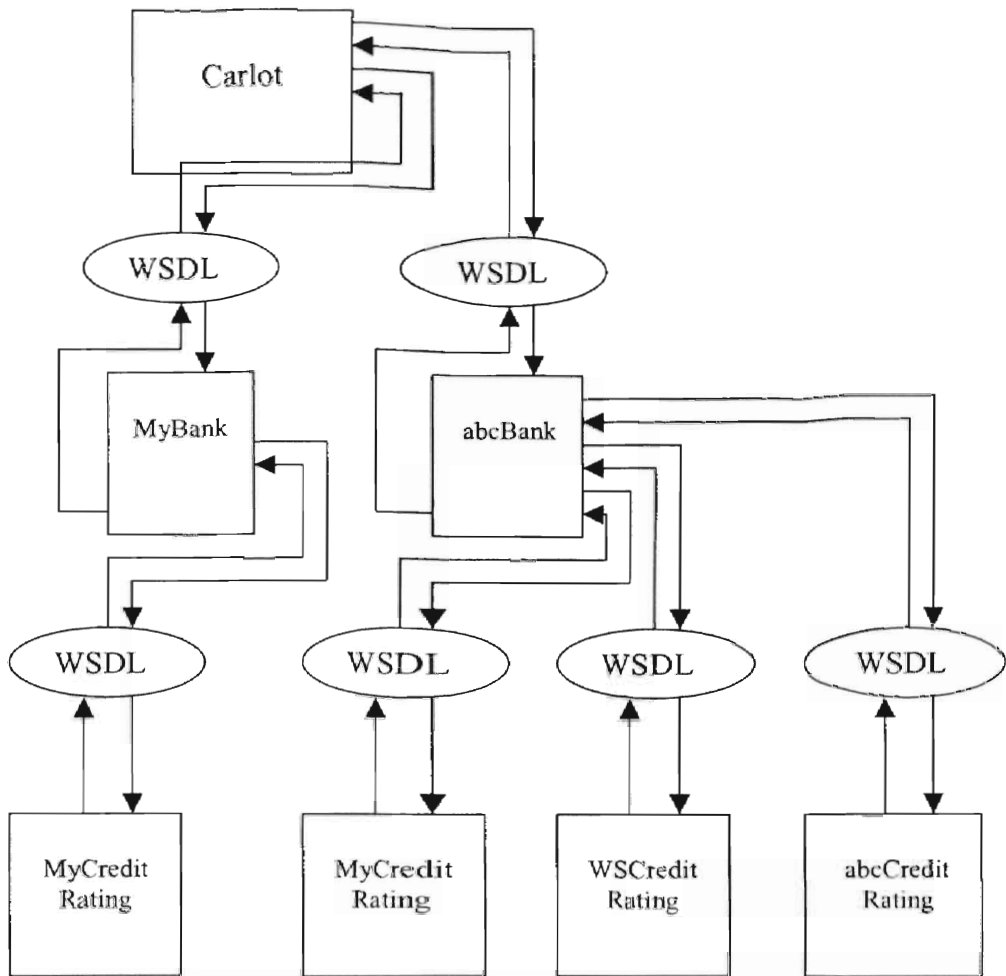 Carlot
WSDL
WSDL
MyBank
abcBank
WSDL
WSDL
WSDL
WSDL
MyCredit
Rating
MyCredit
Rating
WSCredit
Rating
abcCredit
Rating